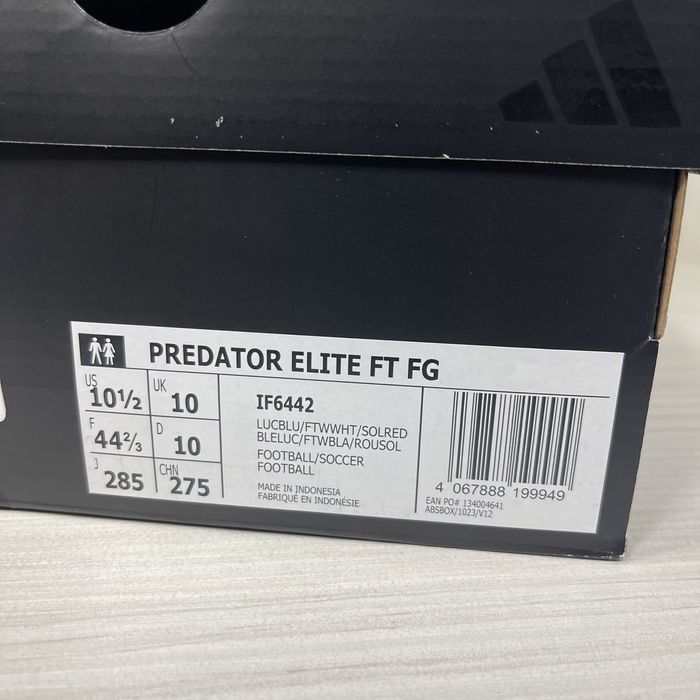 PREDATOR ELITE FT FG
US 10½ UK 10
F 44⅔ D 10
J 285 CHN 275
IF6442
LUCBLU/FTWWHT/SOLRED
BLELUC/FTWBLA/ROUSOL
FOOTBALL/SOCCER
FOOTBALL
MADE IN INDONESIA
FABRIQUÉ EN INDONÉSIE
4 067888 199949
EAN PO# 134004641
ABSBOX/1023/V12